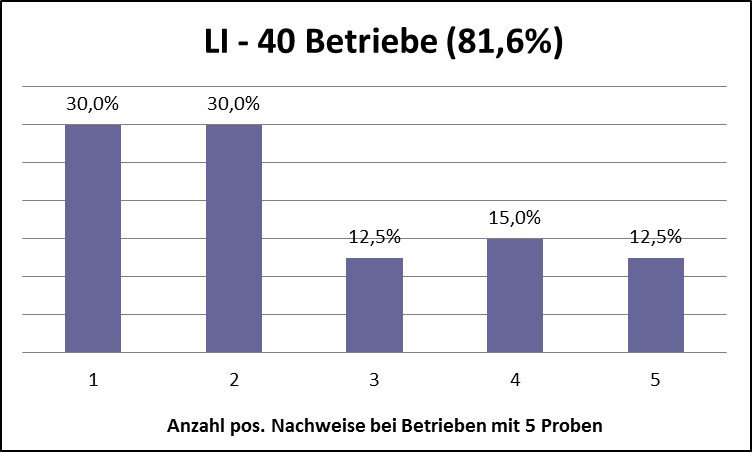 LI - 40 Betriebe (81,6%)
30,0% 30,0%
15,0%
12,5% 12,5%
1 2 3 4 5
Anzahl pos. Nachweise bei Betrieben mit 5 Proben